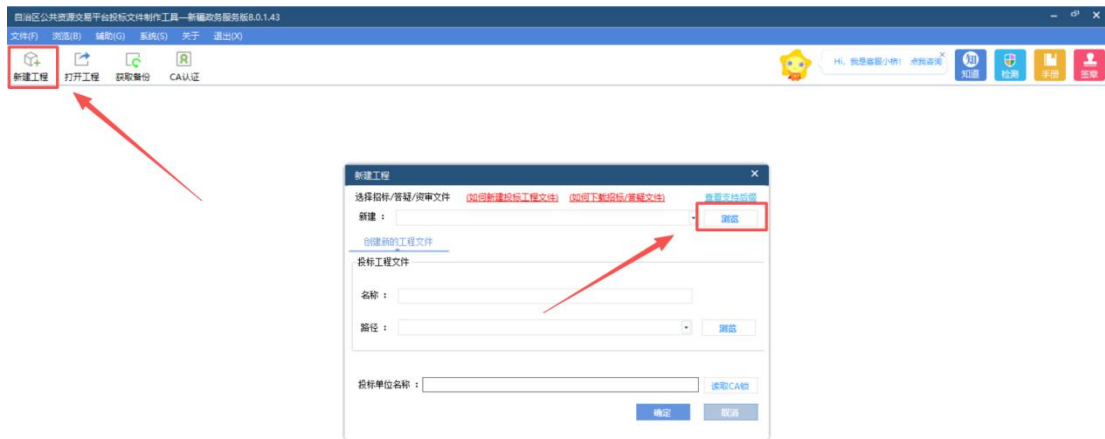 自治区公共资源交易平台投标文件制作工具—新疆政务服务版8.0.1.43
文件(F) 浏览(B) 辅助(G) 系统(S) 关于 退出(X)
新建工程 打开工程 获取备份 CA认证
Hi, 我是客服小桥! 点我咨询
知
知道 检测 手册 签章
新建工程
选择招标/答疑/资审文件 (如何新建投标工程文件) (如何下载招标/答疑文件) 查看支持后缀
新建： 浏览
创建新的工程文件
投标工程文件
名称：
路径： 浏览
投标单位名称： 读取CA锁
确定 取消